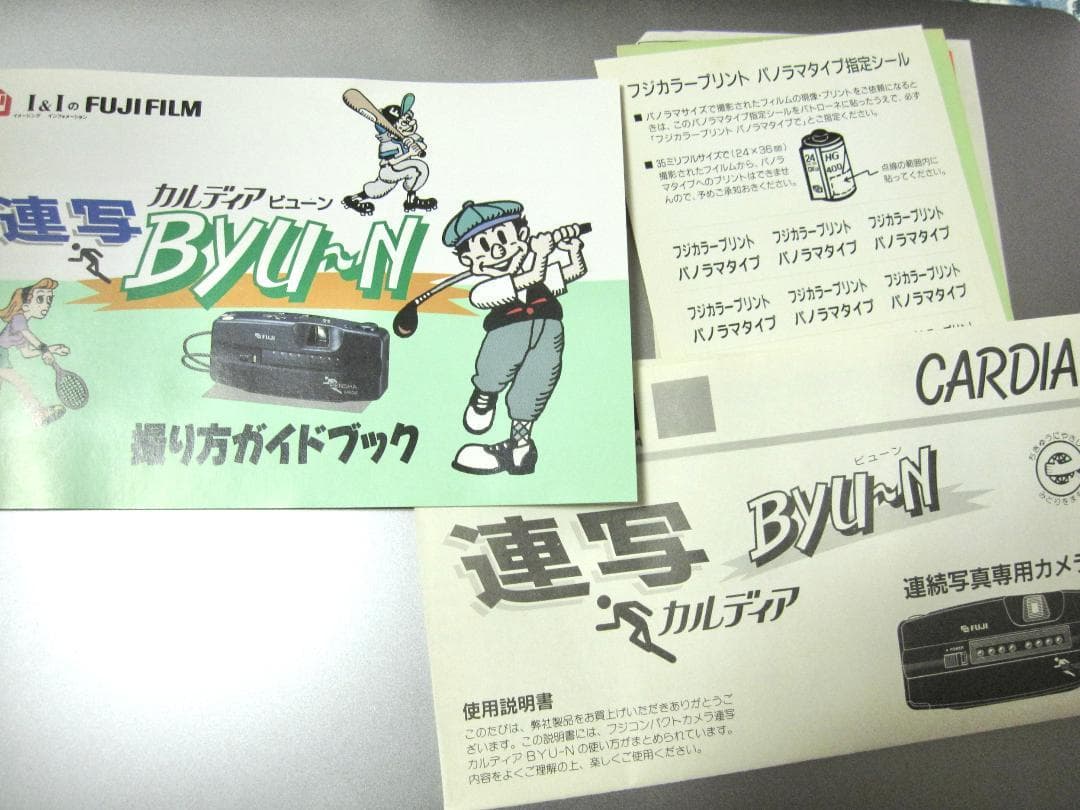 I&Iの FUJIFILM
イメージング インフォメーション
連写
カルディア ビューン
BYU~N
FUJI
撮り方ガイドブック
フジカラープリント パノラマタイプ指定シール
■ パノラマサイズで撮影されたフィルムの現像・プリントをご依頼になると
きは、このパノラマタイプ指定シールをパトローネに貼ったうえで、必ず
「フジカラープリント パノラマタイプで」とご指定ください。
■ 35ミリフルサイズで(24×36㎜)
撮影されたフィルムから、パノラ
マタイプへのプリントはできませ
んので、予めご承知おきください。
24
HG
400
点線の範囲内に
貼ってください。
フジカラープリント フジカラープリント フジカラープリント
パノラマタイプ パノラマタイプ パノラマタイプ
フジカラープリント フジカラープリント フジカラープリント
パノラマタイプ パノラマタイプ パノラマタイプ
CARDIA
ビューン
連写 BYU~N
カルディア
ちきゅうにやさし
みどりをま
連続写真専用カメラ
FUJI
POWER
使用説明書
このたびは、弊社製品をお買上げいただきありがとうご
ざいます。この説明書には、フジコンパクトカメラ連写
カルディア BYU-N の使い方がまとめられています。
内容をよくご理解の上、楽しくご使用ください。